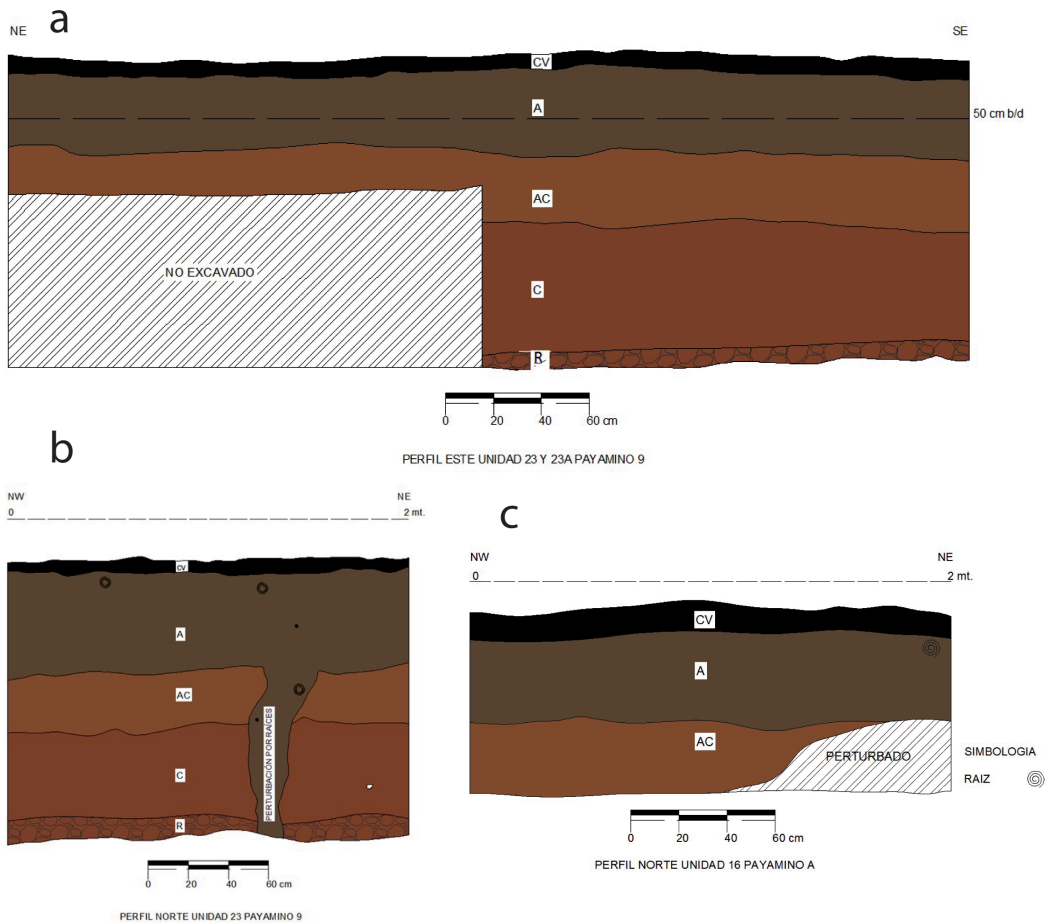 a
NE
SE
CV
A
50 cm b/d
AC
NO EXCAVADO
C
R
0 20 40 60 cm
PERFIL ESTE UNIDAD 23 Y 23A PAYAMINO 9
b
NW
NE
0
2 mt.
CV
A
AC
PERTURBACIÓN POR RAÍCES
C
R
0 20 40 60 cm
PERFIL NORTE UNIDAD 23 PAYAMINO 9
c
NW
NE
0
2 mt.
CV
A
AC
PERTURBADO
SIMBOLOGIA
RAIZ
0 20 40 60 cm
PERFIL NORTE UNIDAD 16 PAYAMINO A